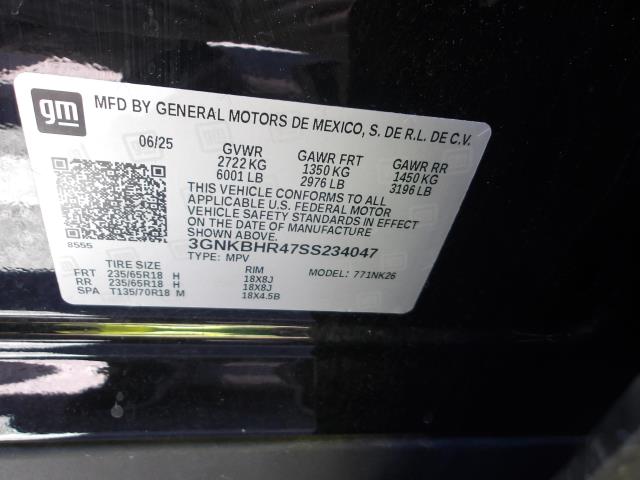 gm MFD BY GENERAL MOTORS DE MEXICO, S. DE R.L. DE C.V.
06/25 GVWR GAWR FRT GAWR RR
2722 KG 1350 KG 1450 KG
6001 LB 2976 LB 3196 LB
THIS VEHICLE CONFORMS TO ALL
APPLICABLE U.S. FEDERAL MOTOR
VEHICLE SAFETY STANDARDS IN EFFECT
ON THE DATE OF MANUFACTURE
SHOWN ABOVE
8555 3GNKBHR47SS234047
TYPE: MPV MODEL: 771NK26
TIRE SIZE RIM
FRT 235/65R18 H 18X8J
RR 235/65R18 H 18X8J
SPA T135/70R18 M 18X4.5B